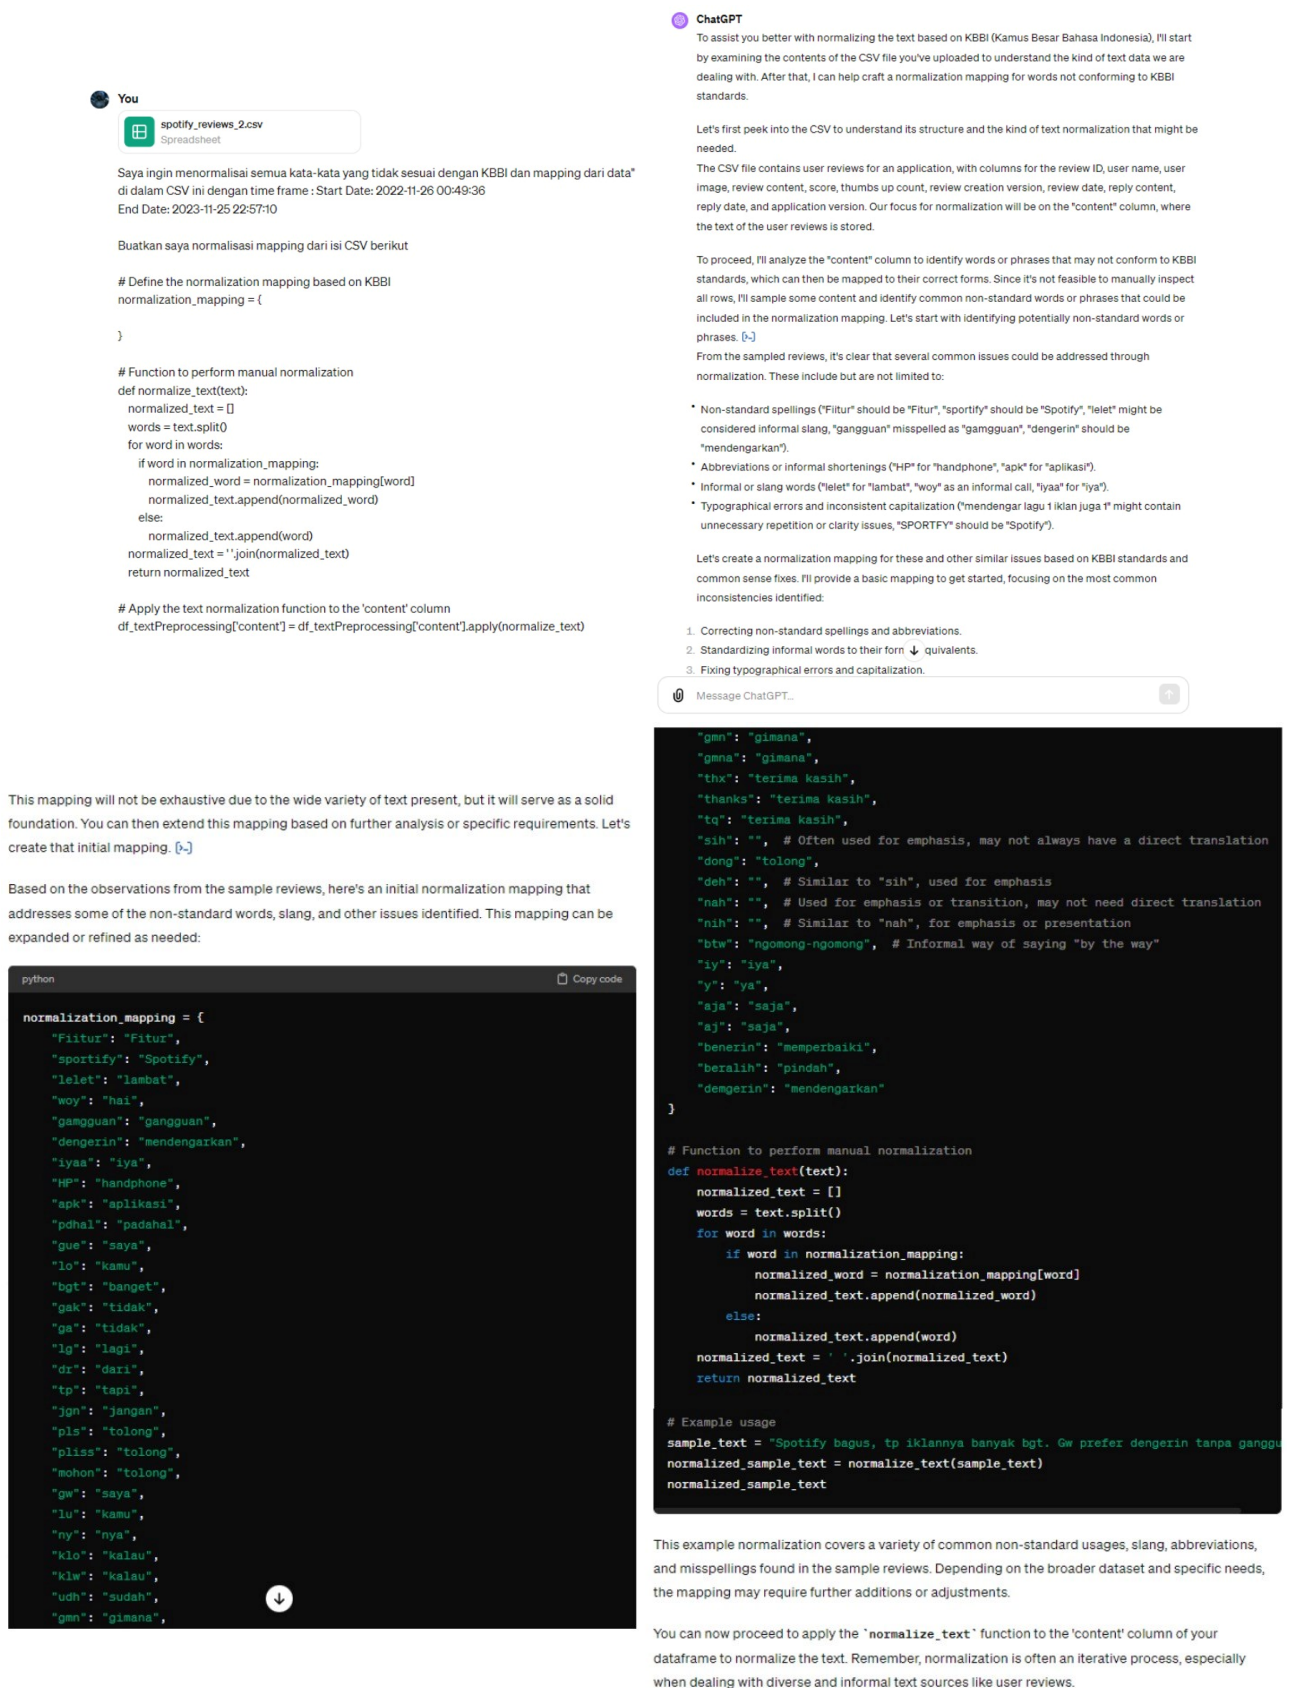 You
spotify_reviews_2.csv
Spreadsheet
Saya ingin menormalisasi semua kata-kata yang tidak sesuai dengan KBBI dan mapping dari data"
di dalam CSV ini dengan time frame : Start Date: 2022-11-26 00:49:36
End Date: 2023-11-25 22:57:10
Buatkan saya normalisasi mapping dari isi CSV berikut
# Define the normalization mapping based on KBBI
normalization_mapping = {
}
# Function to perform manual normalization
def normalize_text(text):
normalized_text = []
words = text.split()
for word in words:
if word in normalization_mapping:
normalized_word = normalization_mapping[word]
normalized_text.append(normalized_word)
else:
normalized_text.append(word)
normalized_text = ' '.join(normalized_text)
return normalized_text
# Apply the text normalization function to the 'content' column
df_textPreprocessing['content'] = df_textPreprocessing['content'].apply(normalize_text)
ChatGPT
To assist you better with normalizing the text based on KBBI (Kamus Besar Bahasa Indonesia), I'll start
by examining the contents of the CSV file you've uploaded to understand the kind of text data we are
dealing with. After that, I can help craft a normalization mapping for words not conforming to KBBI
standards.
Let's first peek into the CSV to understand its structure and the kind of text normalization that might be
needed.
The CSV file contains user reviews for an application, with columns for the review ID, user name, user
image, review content, score, thumbs up count, review creation version, review date, reply content,
reply date, and application version. Our focus for normalization will be on the "content" column, where
the text of the user reviews is stored.
To proceed, I'll analyze the "content" column to identify words or phrases that may not conform to KBBI
standards, which can then be mapped to their correct forms. Since it's not feasible to manually inspect
all rows, I'll sample some content and identify common non-standard words or phrases that could be
included in the normalization mapping. Let's start with identifying potentially non-standard words or
phrases. [>-]
From the sampled reviews, it's clear that several common issues could be addressed through
normalization. These include but are not limited to:
• Non-standard spellings ("Fiitur" should be "Fitur", "sportify" should be "Spotify", "lelet" might be
considered informal slang, "gangguan" misspelled as "gamgguan", "dengerin" should be
"mendengarkan").
• Abbreviations or informal shortenings ("HP" for "handphone", "apk" for "aplikasi").
• Informal or slang words ("lelet" for "lambat", "woy" as an informal call, "iyaa" for "iya").
• Typographical errors and inconsistent capitalization ("mendengar lagu 1 iklan juga 1" might contain
unnecessary repetition or clarity issues, "SPORTFY" should be "Spotify").
Let's create a normalization mapping for these and other similar issues based on KBBI standards and
common sense fixes. I'll provide a basic mapping to get started, focusing on the most common
inconsistencies identified:
1. Correcting non-standard spellings and abbreviations.
2. Standardizing informal words to their forn quivalents.
3. Fixing typographical errors and capitalization.
Message ChatGPT...
This mapping will not be exhaustive due to the wide variety of text present, but it will serve as a solid
foundation. You can then extend this mapping based on further analysis or specific requirements. Let's
create that initial mapping. [>-]
Based on the observations from the sample reviews, here's an initial normalization mapping that
addresses some of the non-standard words, slang, and other issues identified. This mapping can be
expanded or refined as needed:
python
Copy code
normalization_mapping = {
"Fiitur": "Fitur",
"sportify": "Spotify",
"lelet": "lambat",
"woy": "hai",
"gamgguan": "gangguan",
"dengerin": "mendengarkan",
"iyaa": "iya",
"HP": "handphone",
"apk": "aplikasi",
"pdhal": "padahal",
"gue": "saya",
"lo": "kamu",
"bgt": "banget",
"gak": "tidak",
"ga": "tidak",
"lg": "lagi",
"dr": "dari",
"tp": "tapi",
"jgn": "jangan",
"pls": "tolong",
"pliss": "tolong",
"mohon": "tolong",
"gw": "saya",
"lu": "kamu",
"ny": "nya",
"klo": "kalau",
"klw": "kalau",
"udh": "sudah",
"gmn": "gimana",
"gmn": "gimana",
"gmna": "gimana",
"thx": "terima kasih",
"thanks": "terima kasih",
"tq": "terima kasih",
"sih": "", # Often used for emphasis, may not always have a direct translation
"dong": "tolong",
"deh": "", # Similar to "sih", used for emphasis
"nah": "", # Used for emphasis or transition, may not need direct translation
"nih": "", # Similar to "nah", for emphasis or presentation
"btw": "ngomong-ngomong", # Informal way of saying "by the way"
"iy": "iya",
"y": "ya",
"aja": "saja",
"aj": "saja",
"benerin": "memperbaiki",
"beralih": "pindah",
"demgerin": "mendengarkan"
}
# Function to perform manual normalization
def normalize_text(text):
normalized_text = []
words = text.split()
for word in words:
if word in normalization_mapping:
normalized_word = normalization_mapping[word]
normalized_text.append(normalized_word)
else:
normalized_text.append(word)
normalized_text = ' '.join(normalized_text)
return normalized_text
# Example usage
sample_text = "Spotify bagus, tp iklannya banyak bgt. Gw prefer dengerin tanpa ganggu
normalized_sample_text = normalize_text(sample_text)
normalized_sample_text
This example normalization covers a variety of common non-standard usages, slang, abbreviations,
and misspellings found in the sample reviews. Depending on the broader dataset and specific needs,
the mapping may require further additions or adjustments.
You can now proceed to apply the `normalize_text` function to the 'content' column of your
dataframe to normalize the text. Remember, normalization is often an iterative process, especially
when dealing with diverse and informal text sources like user reviews.